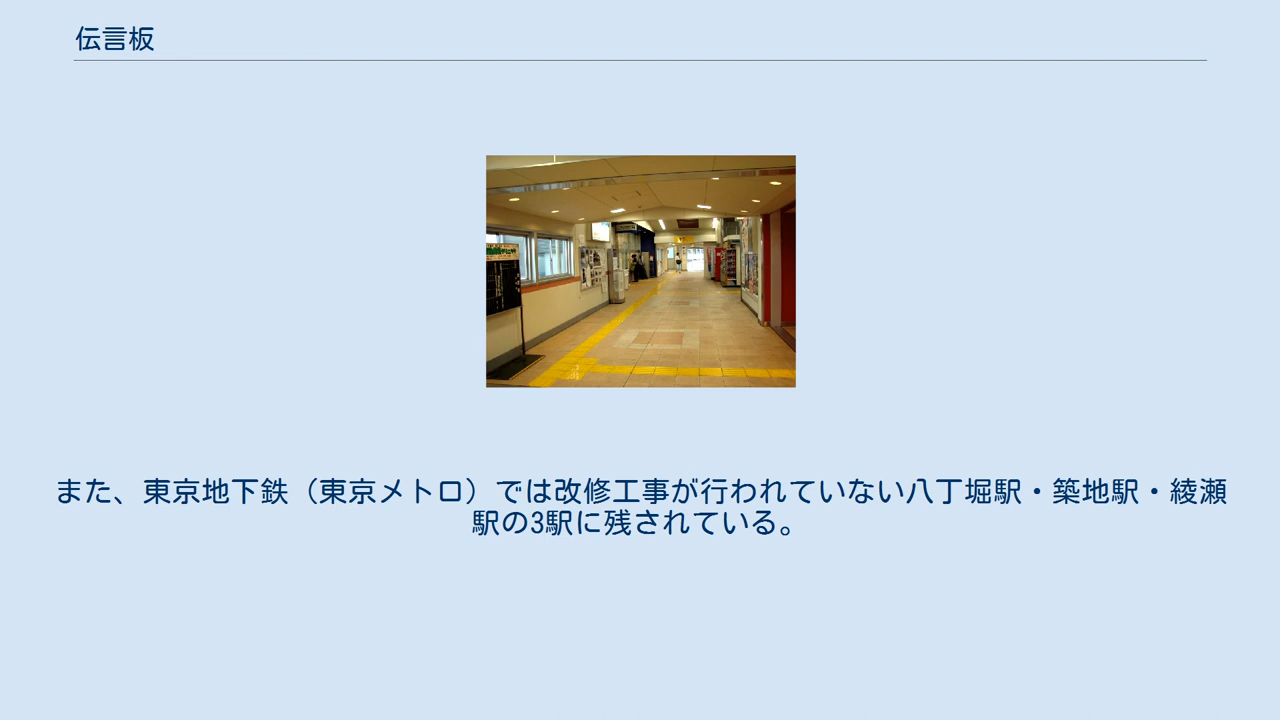 伝言板
また、東京地下鉄（東京メトロ）では改修工事が行われていない八丁堀駅・築地駅・綾瀬
駅の3駅に残されている。